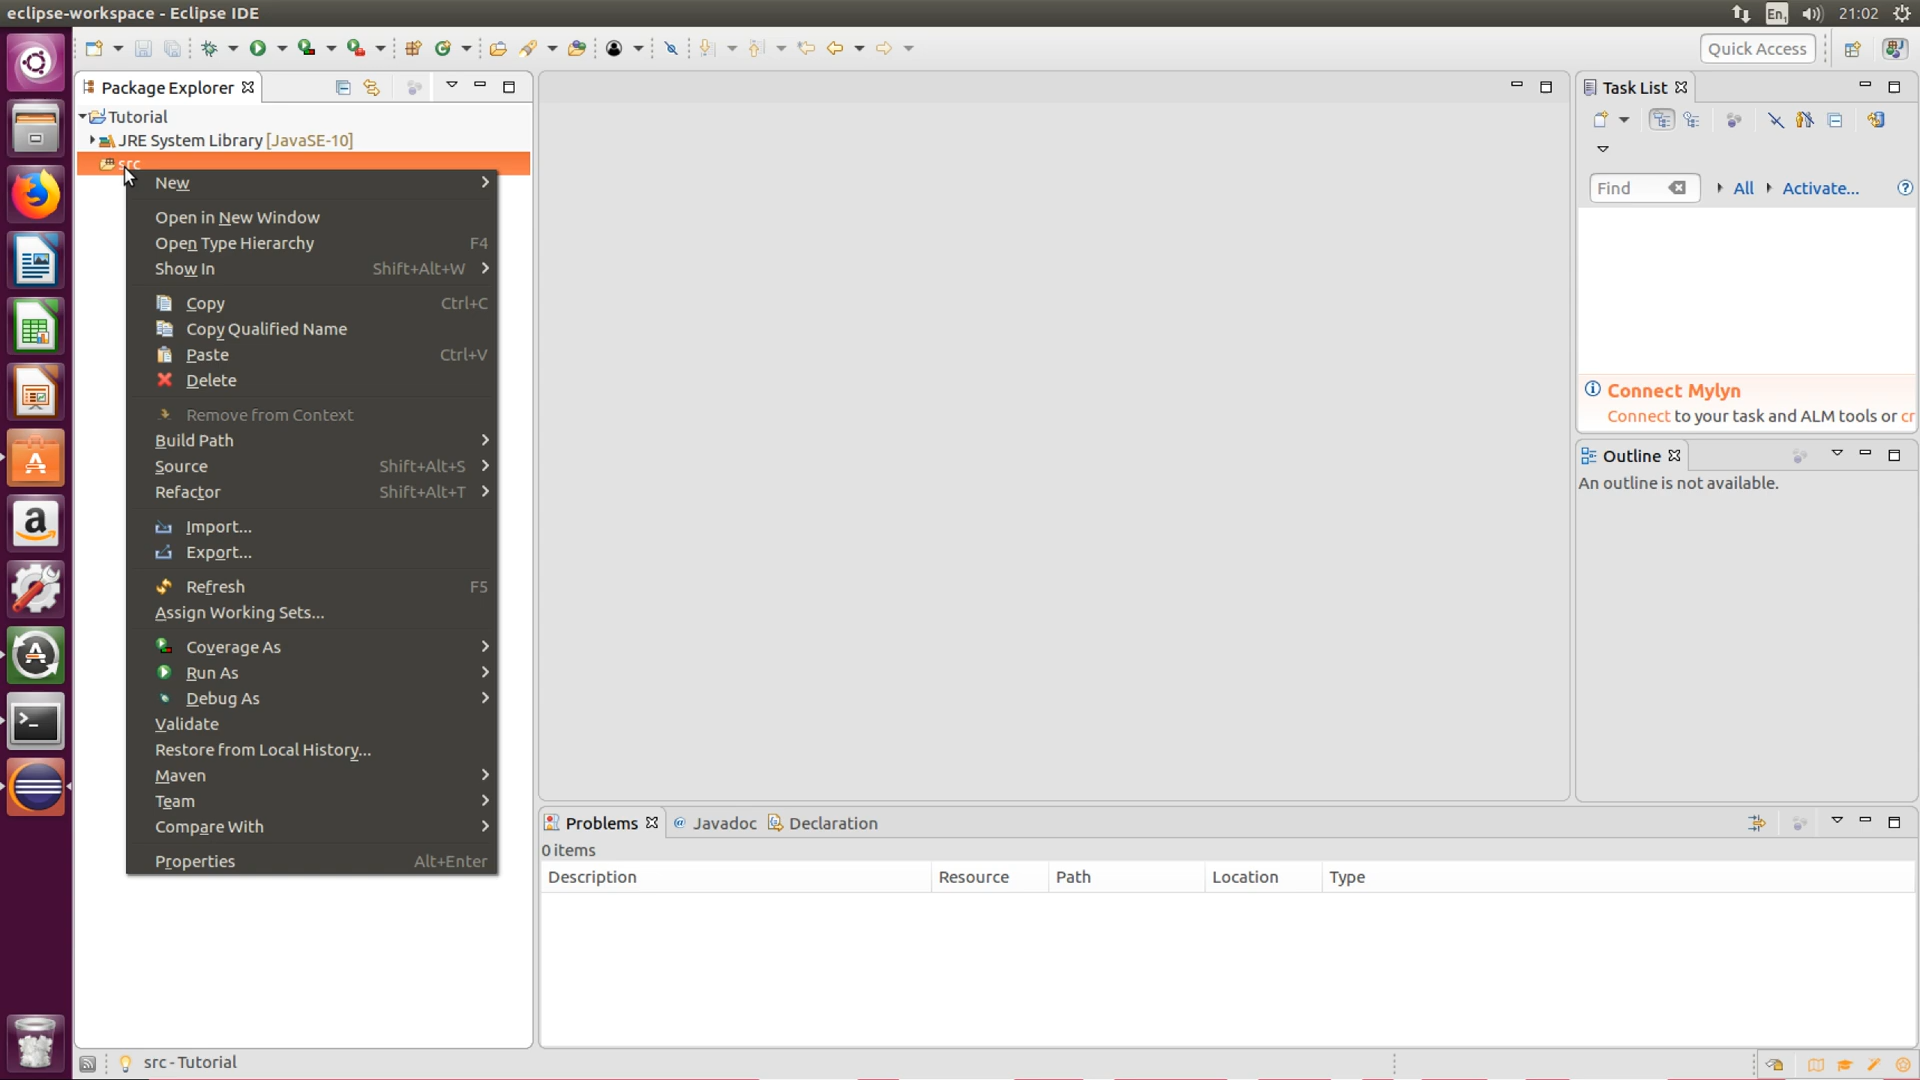 eclipse-workspace - Eclipse IDE
En1
21:02
Quick Access
Package Explorer
Tutorial
JRE System Library [JavaSE-10]
src
New
Open in New Window
Open Type Hierarchy F4
Show In Shift+Alt+W
Copy Ctrl+C
Copy Qualified Name
Paste Ctrl+V
Delete
Remove from Context
Build Path
Source Shift+Alt+S
Refactor Shift+Alt+T
Import...
Export...
Refresh F5
Assign Working Sets...
Coverage As
Run As
Debug As
Validate
Restore from Local History...
Maven
Team
Compare With
Properties Alt+Enter
Task List
Find All Activate...
Connect Mylyn
Connect to your task and ALM tools or cr
Outline
An outline is not available.
Problems @ Javadoc Declaration
0 items
Description Resource Path Location Type
src - Tutorial